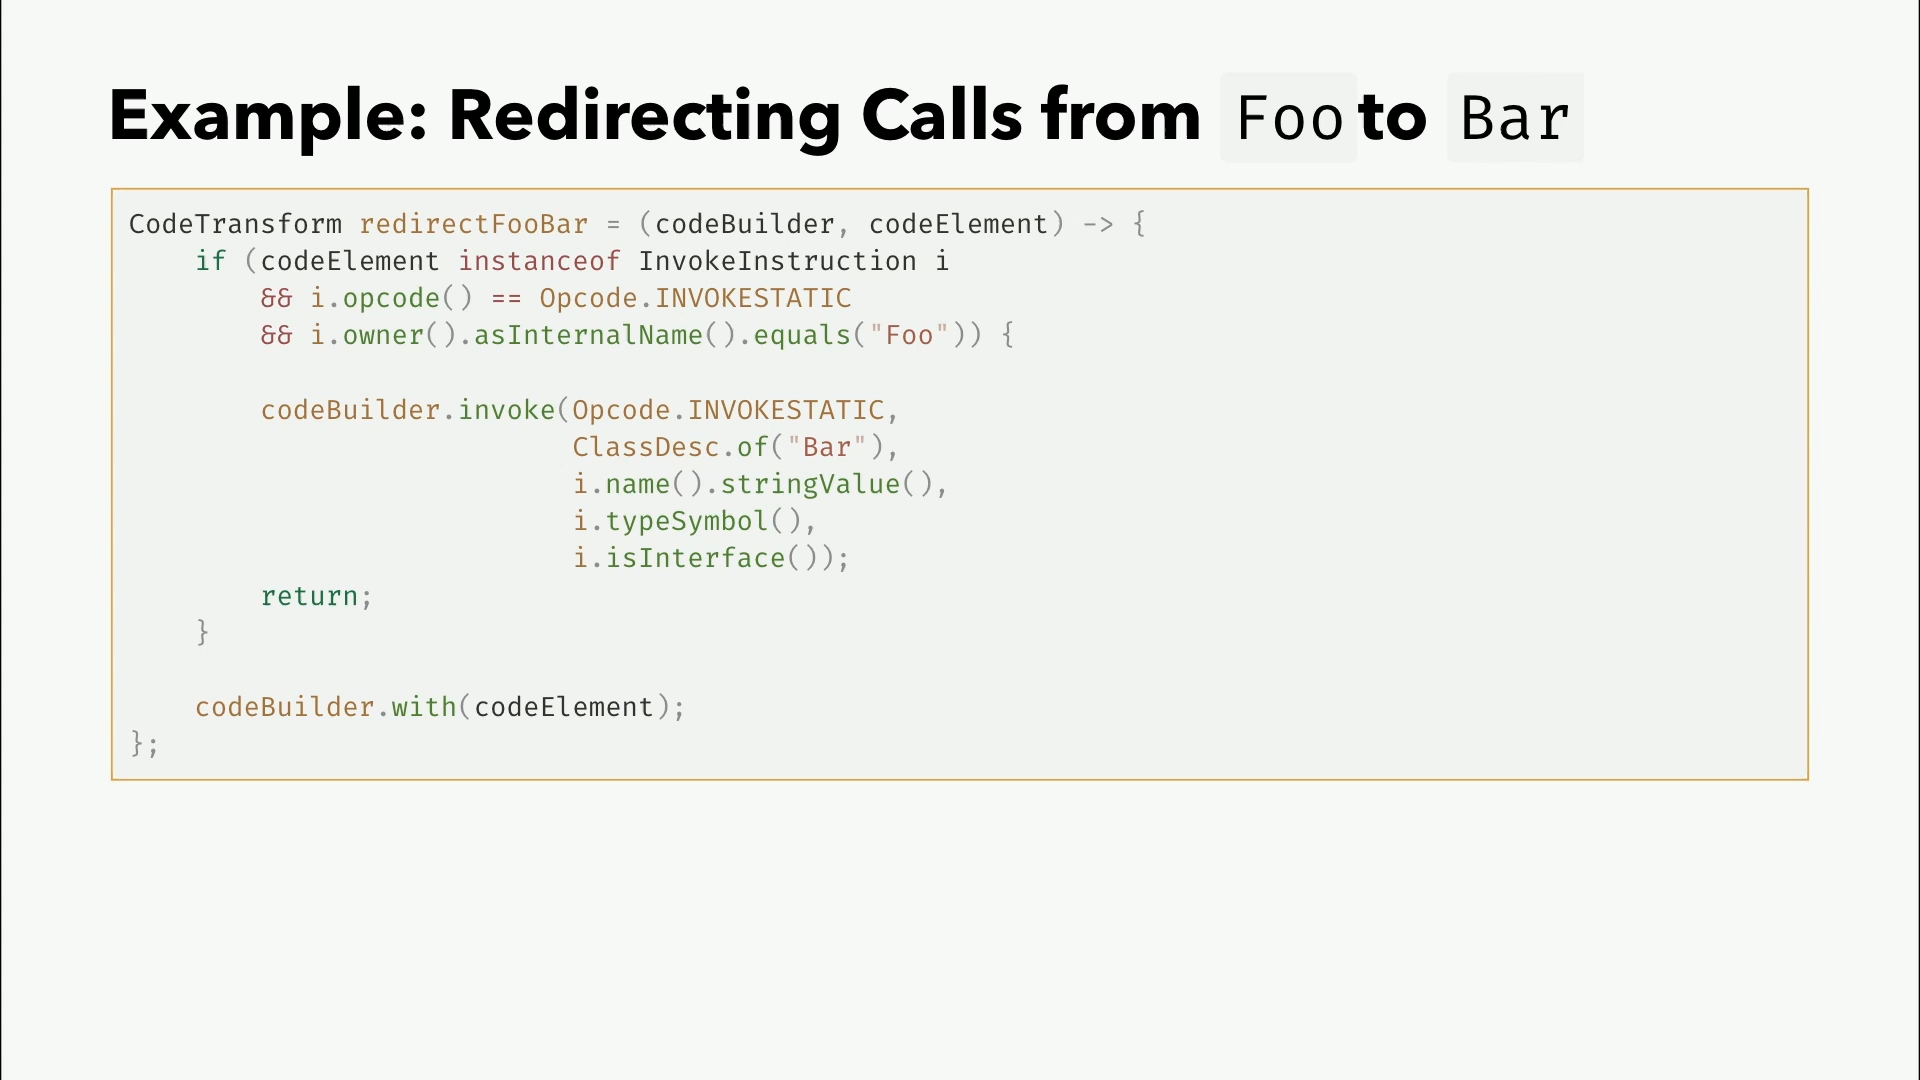 Example: Redirecting Calls from Foo to Bar
CodeTransform redirectFooBar = (codeBuilder, codeElement) -> {
    if (codeElement instanceof InvokeInstruction i
        && i.opcode() == Opcode.INVOKESTATIC
        && i.owner().asInternalName().equals("Foo")) {
        codeBuilder.invoke(Opcode.INVOKESTATIC,
                           ClassDesc.of("Bar"),
                           i.name().stringValue(),
                           i.typeSymbol(),
                           i.isInterface());
        return;
    }
    codeBuilder.with(codeElement);
};